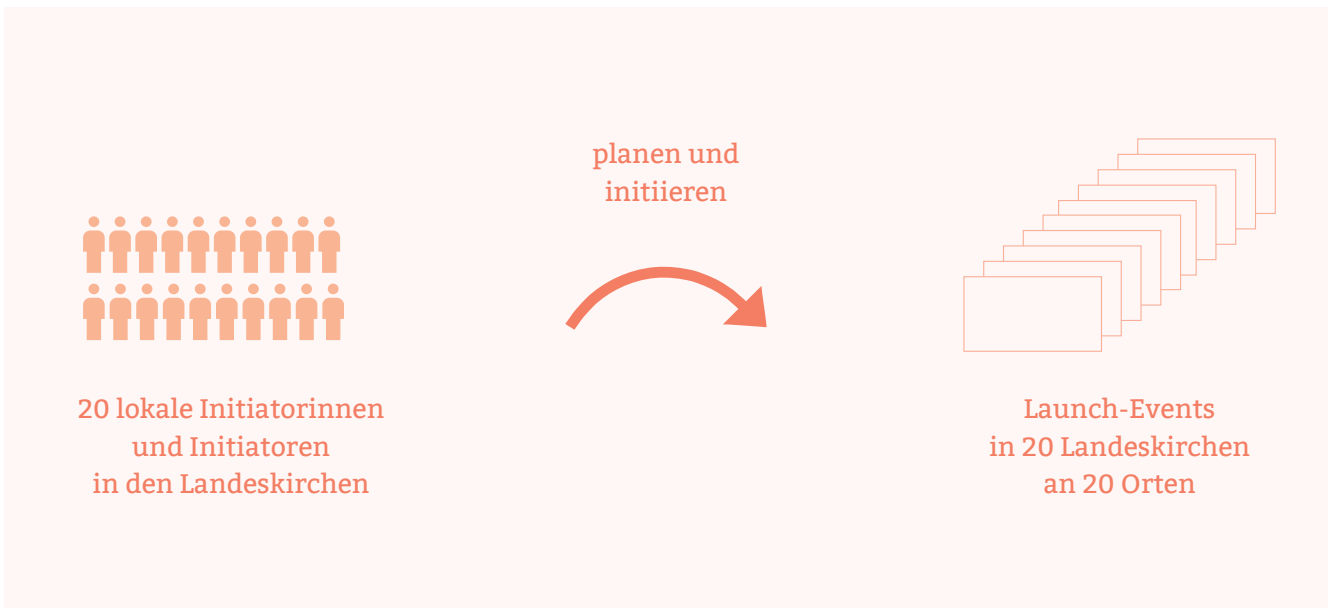 planen und
initiieren
20 lokale Initiatorinnen
und Initiatoren
in den Landeskirchen
Launch-Events
in 20 Landeskirchen
an 20 Orten